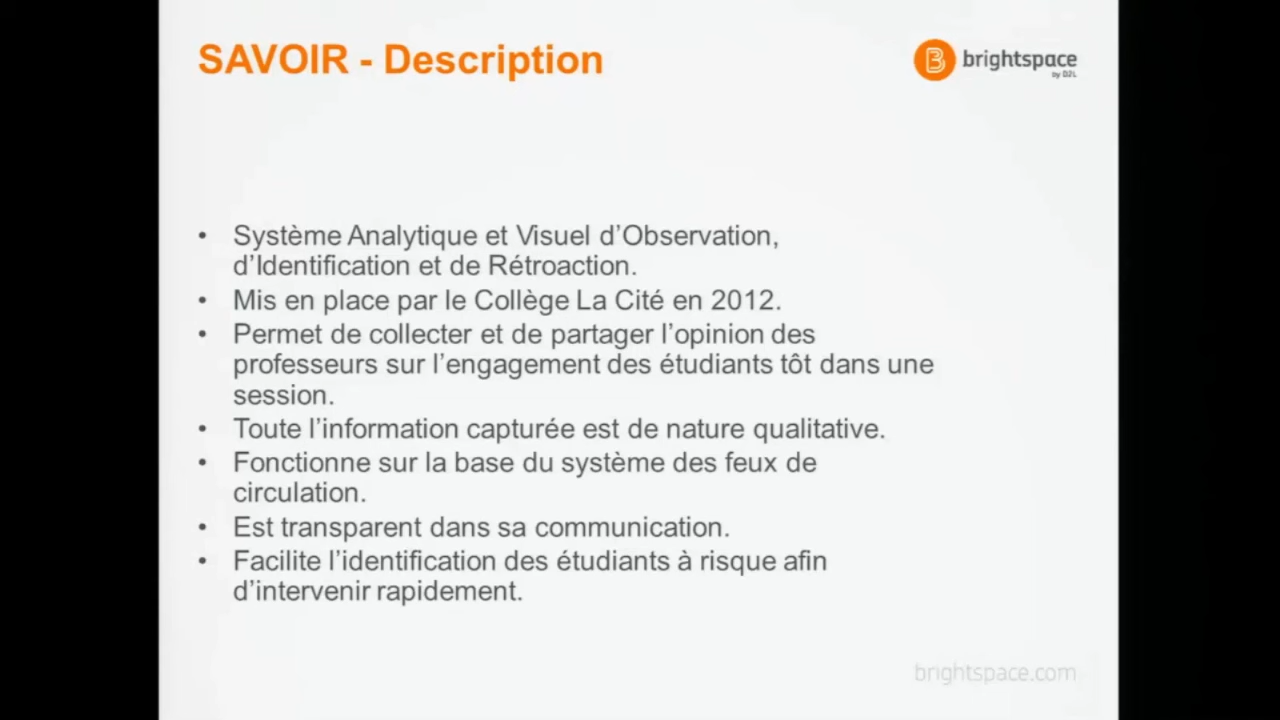 SAVOIR - Description
brightspace
by D2L
• Système Analytique et Visuel d’Observation,
d’Identification et de Rétroaction.
• Mis en place par le Collège La Cité en 2012.
• Permet de collecter et de partager l’opinion des
professeurs sur l’engagement des étudiants tôt dans une
session.
• Toute l’information capturée est de nature qualitative.
• Fonctionne sur la base du système des feux de
circulation.
• Est transparent dans sa communication.
• Facilite l’identification des étudiants à risque afin
d’intervenir rapidement.
brightspace.com